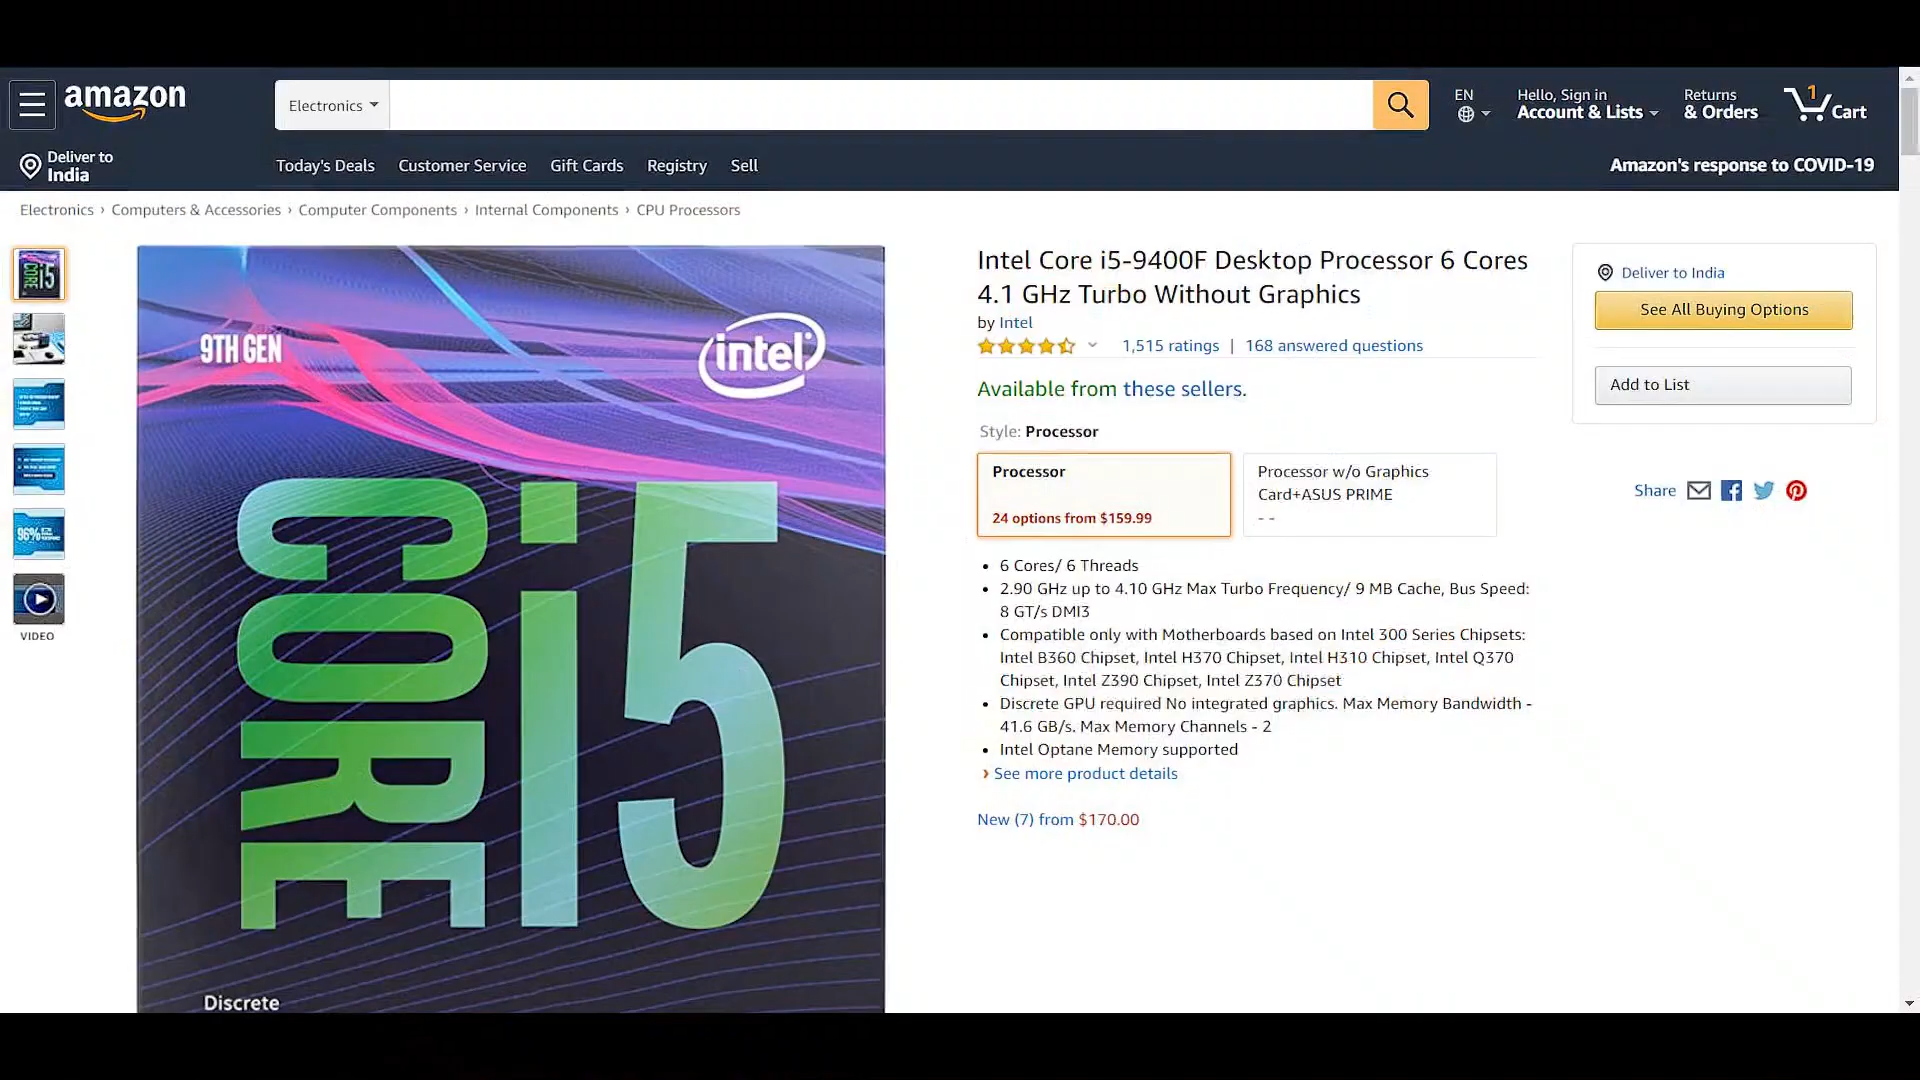 amazon
Electronics
EN
Hello, Sign in
Account & Lists
Returns
& Orders
1
Cart
Deliver to
India
Today's Deals
Customer Service
Gift Cards
Registry
Sell
Amazon's response to COVID-19
Electronics › Computers & Accessories › Computer Components › Internal Components › CPU Processors
CORE i5
96%
VIDEO
9TH GEN
intel
CORE i5
Discrete
Intel Core i5-9400F Desktop Processor 6 Cores
4.1 GHz Turbo Without Graphics
by Intel
1,515 ratings | 168 answered questions
Available from these sellers.
Style: Processor
Processor
24 options from $159.99
Processor w/o Graphics
Card+ASUS PRIME
- -
• 6 Cores/ 6 Threads
• 2.90 GHz up to 4.10 GHz Max Turbo Frequency/ 9 MB Cache, Bus Speed:
8 GT/s DMI3
• Compatible only with Motherboards based on Intel 300 Series Chipsets:
Intel B360 Chipset, Intel H370 Chipset, Intel H310 Chipset, Intel Q370
Chipset, Intel Z390 Chipset, Intel Z370 Chipset
• Discrete GPU required No integrated graphics. Max Memory Bandwidth -
41.6 GB/s. Max Memory Channels - 2
• Intel Optane Memory supported
› See more product details
New (7) from $170.00
Deliver to India
See All Buying Options
Add to List
Share